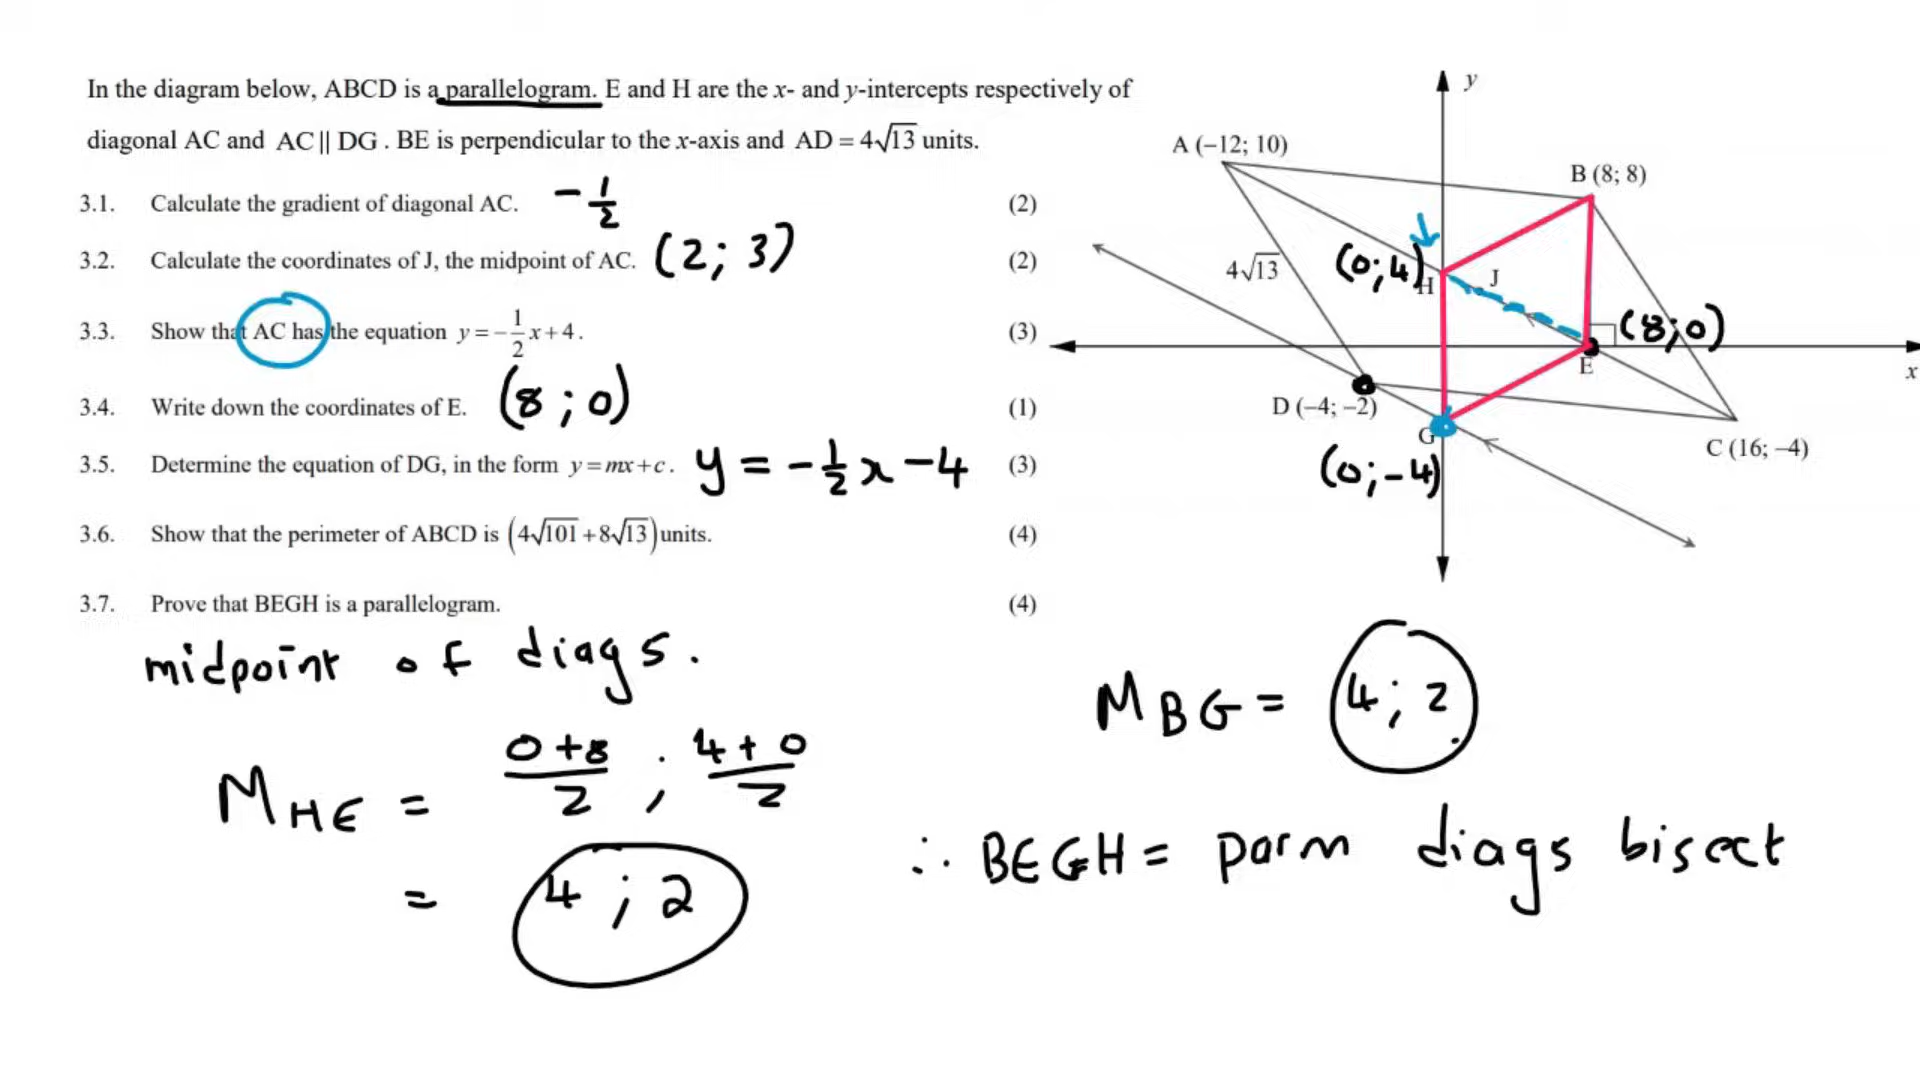 In the diagram below, ABCD is a parallelogram. E and H are the x- and y-intercepts respectively of
diagonal AC and AC || DG . BE is perpendicular to the x-axis and AD = 4√13 units.
3.1. Calculate the gradient of diagonal AC. -1/2 (2)
3.2. Calculate the coordinates of J, the midpoint of AC. (2; 3) (2)
3.3. Show that AC has the equation y = -1/2 x + 4. (3)
3.4. Write down the coordinates of E. (8; 0) (1)
3.5. Determine the equation of DG, in the form y = mx + c. y = -1/2 x - 4 (3)
3.6. Show that the perimeter of ABCD is (4√101 + 8√13) units. (4)
3.7. Prove that BEGH is a parallelogram. (4)
midpoint of diags.
M HE = 0+8/2 ; 4+0/2
= 4 ; 2
y
A (−12; 10)
B (8; 8)
4√13
(0;4)
H
J
(8;0)
E
x
D (−4; −2)
G
C (16; −4)
(0;-4)
M BG = 4; 2
∴ BEGH = parm diags bisect